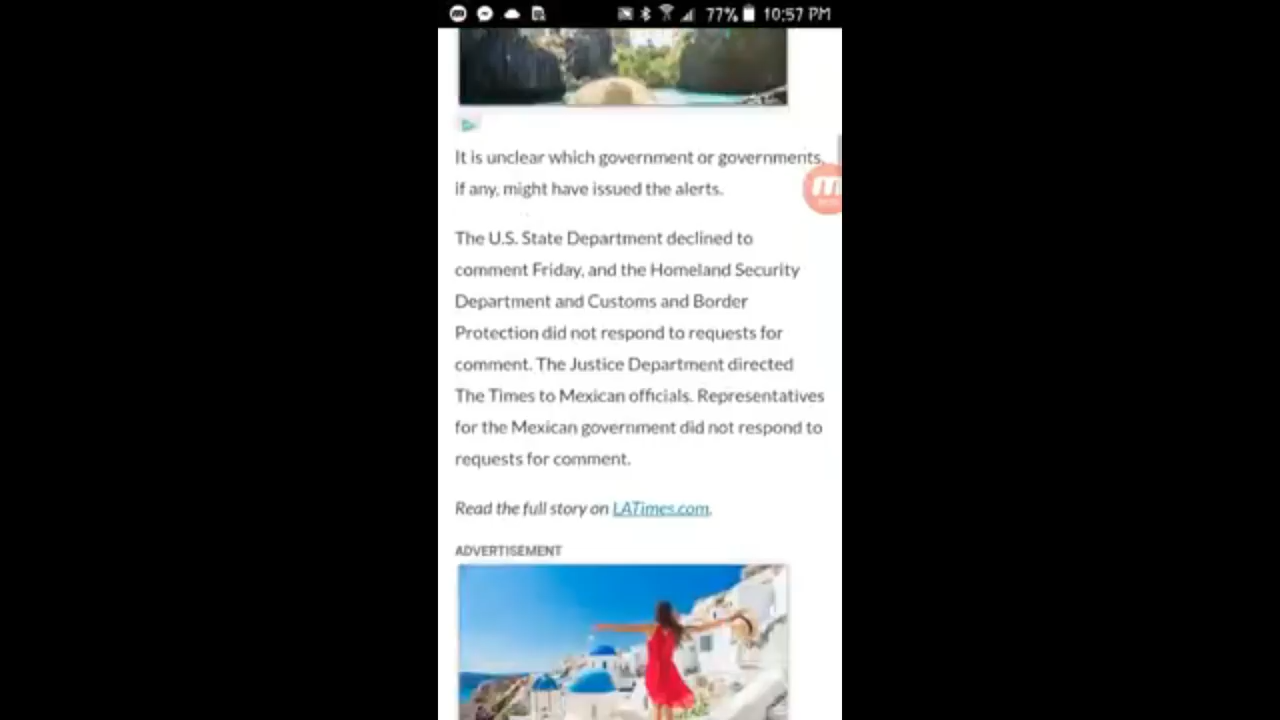 77% 10:57 PM
It is unclear which government or governments,
if any, might have issued the alerts.
The U.S. State Department declined to
comment Friday, and the Homeland Security
Department and Customs and Border
Protection did not respond to requests for
comment. The Justice Department directed
The Times to Mexican officials. Representatives
for the Mexican government did not respond to
requests for comment.
Read the full story on LATimes.com.
ADVERTISEMENT